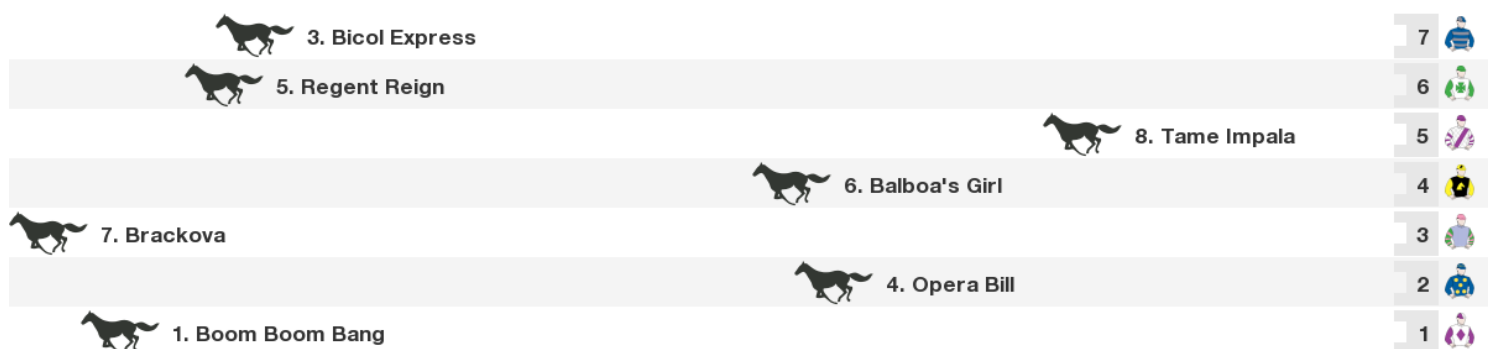 3. Bicol Express 7
5. Regent Reign 6
8. Tame Impala 5
6. Balboa's Girl 4
7. Brackova 3
4. Opera Bill 2
1. Boom Boom Bang 1